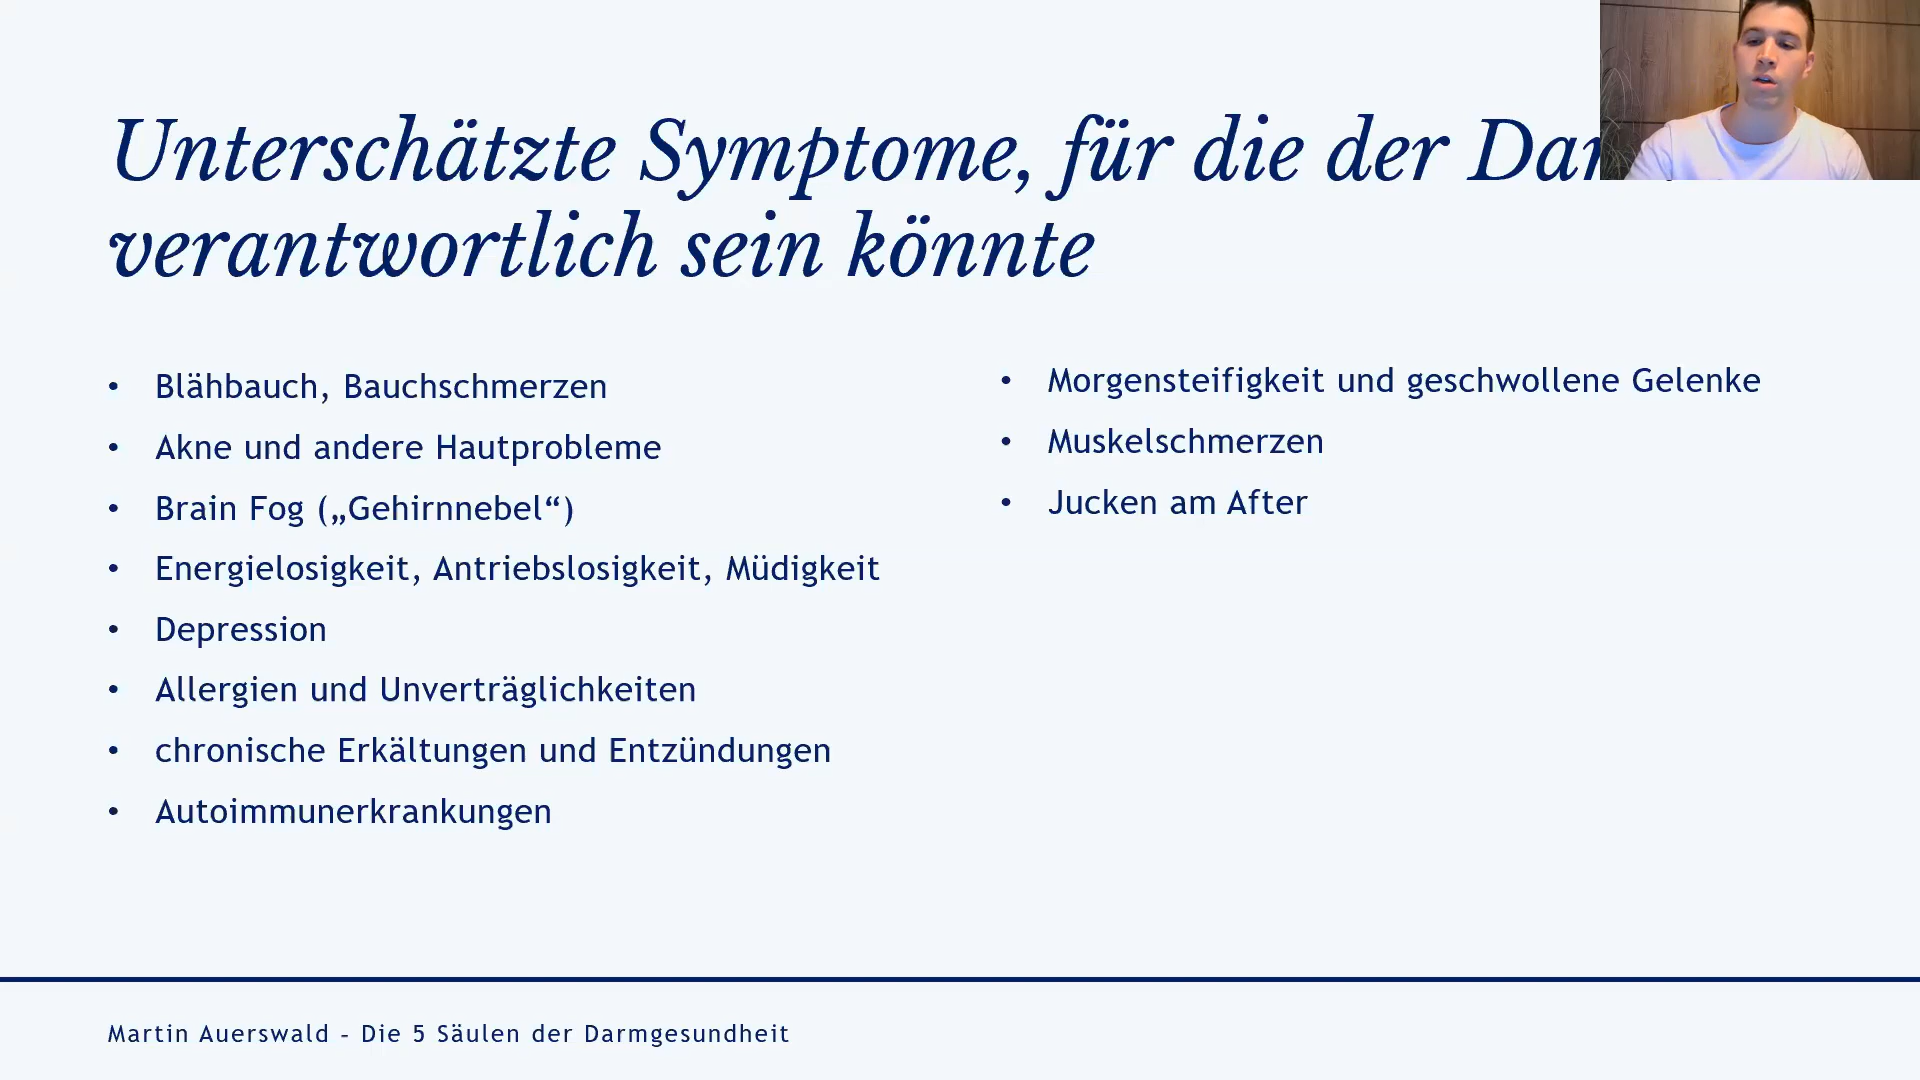 Unterschätzte Symptome, für die der
verantwortlich sein könnte
• Blähbauch, Bauchschmerzen
• Akne und andere Hautprobleme
• Brain Fog („Gehirnnebel“)
• Energielosigkeit, Antriebslosigkeit, Müdigkeit
• Depression
• Allergien und Unverträglichkeiten
• chronische Erkältungen und Entzündungen
• Autoimmunerkrankungen
• Morgensteifigkeit und geschwollene Gelenke
• Muskelschmerzen
• Jucken am After
Martin Auerswald – Die 5 Säulen der Darmgesundheit